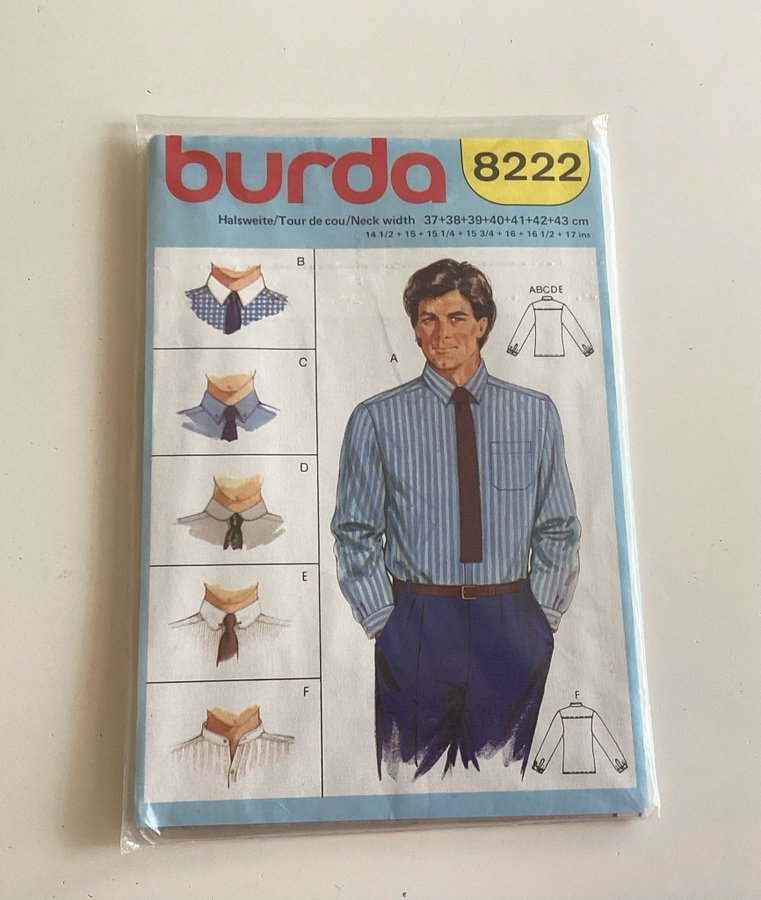 burda
8222
Halsweite/Tour de cou/Neck width 37+38+39+40+41+42+43 cm
14 1/2 + 15 + 15 1/4 + 15 3/4 + 16 + 16 1/2 + 17 ins
B
C
D
E
F
A
ABCDE
F